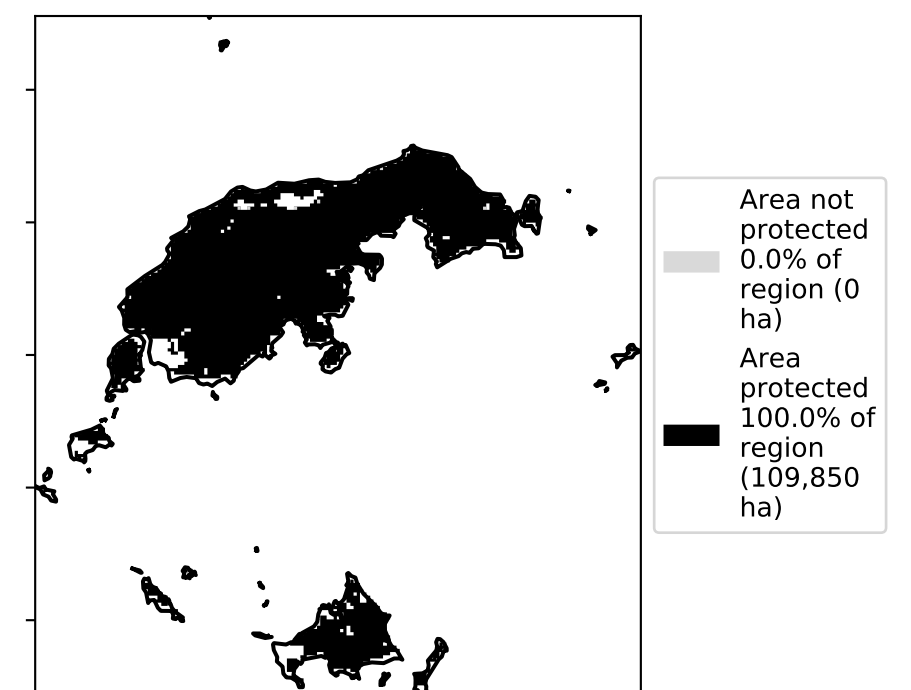 Area not
protected
0.0% of
region (0
ha)
Area
protected
100.0% of
region
(109,850
ha)